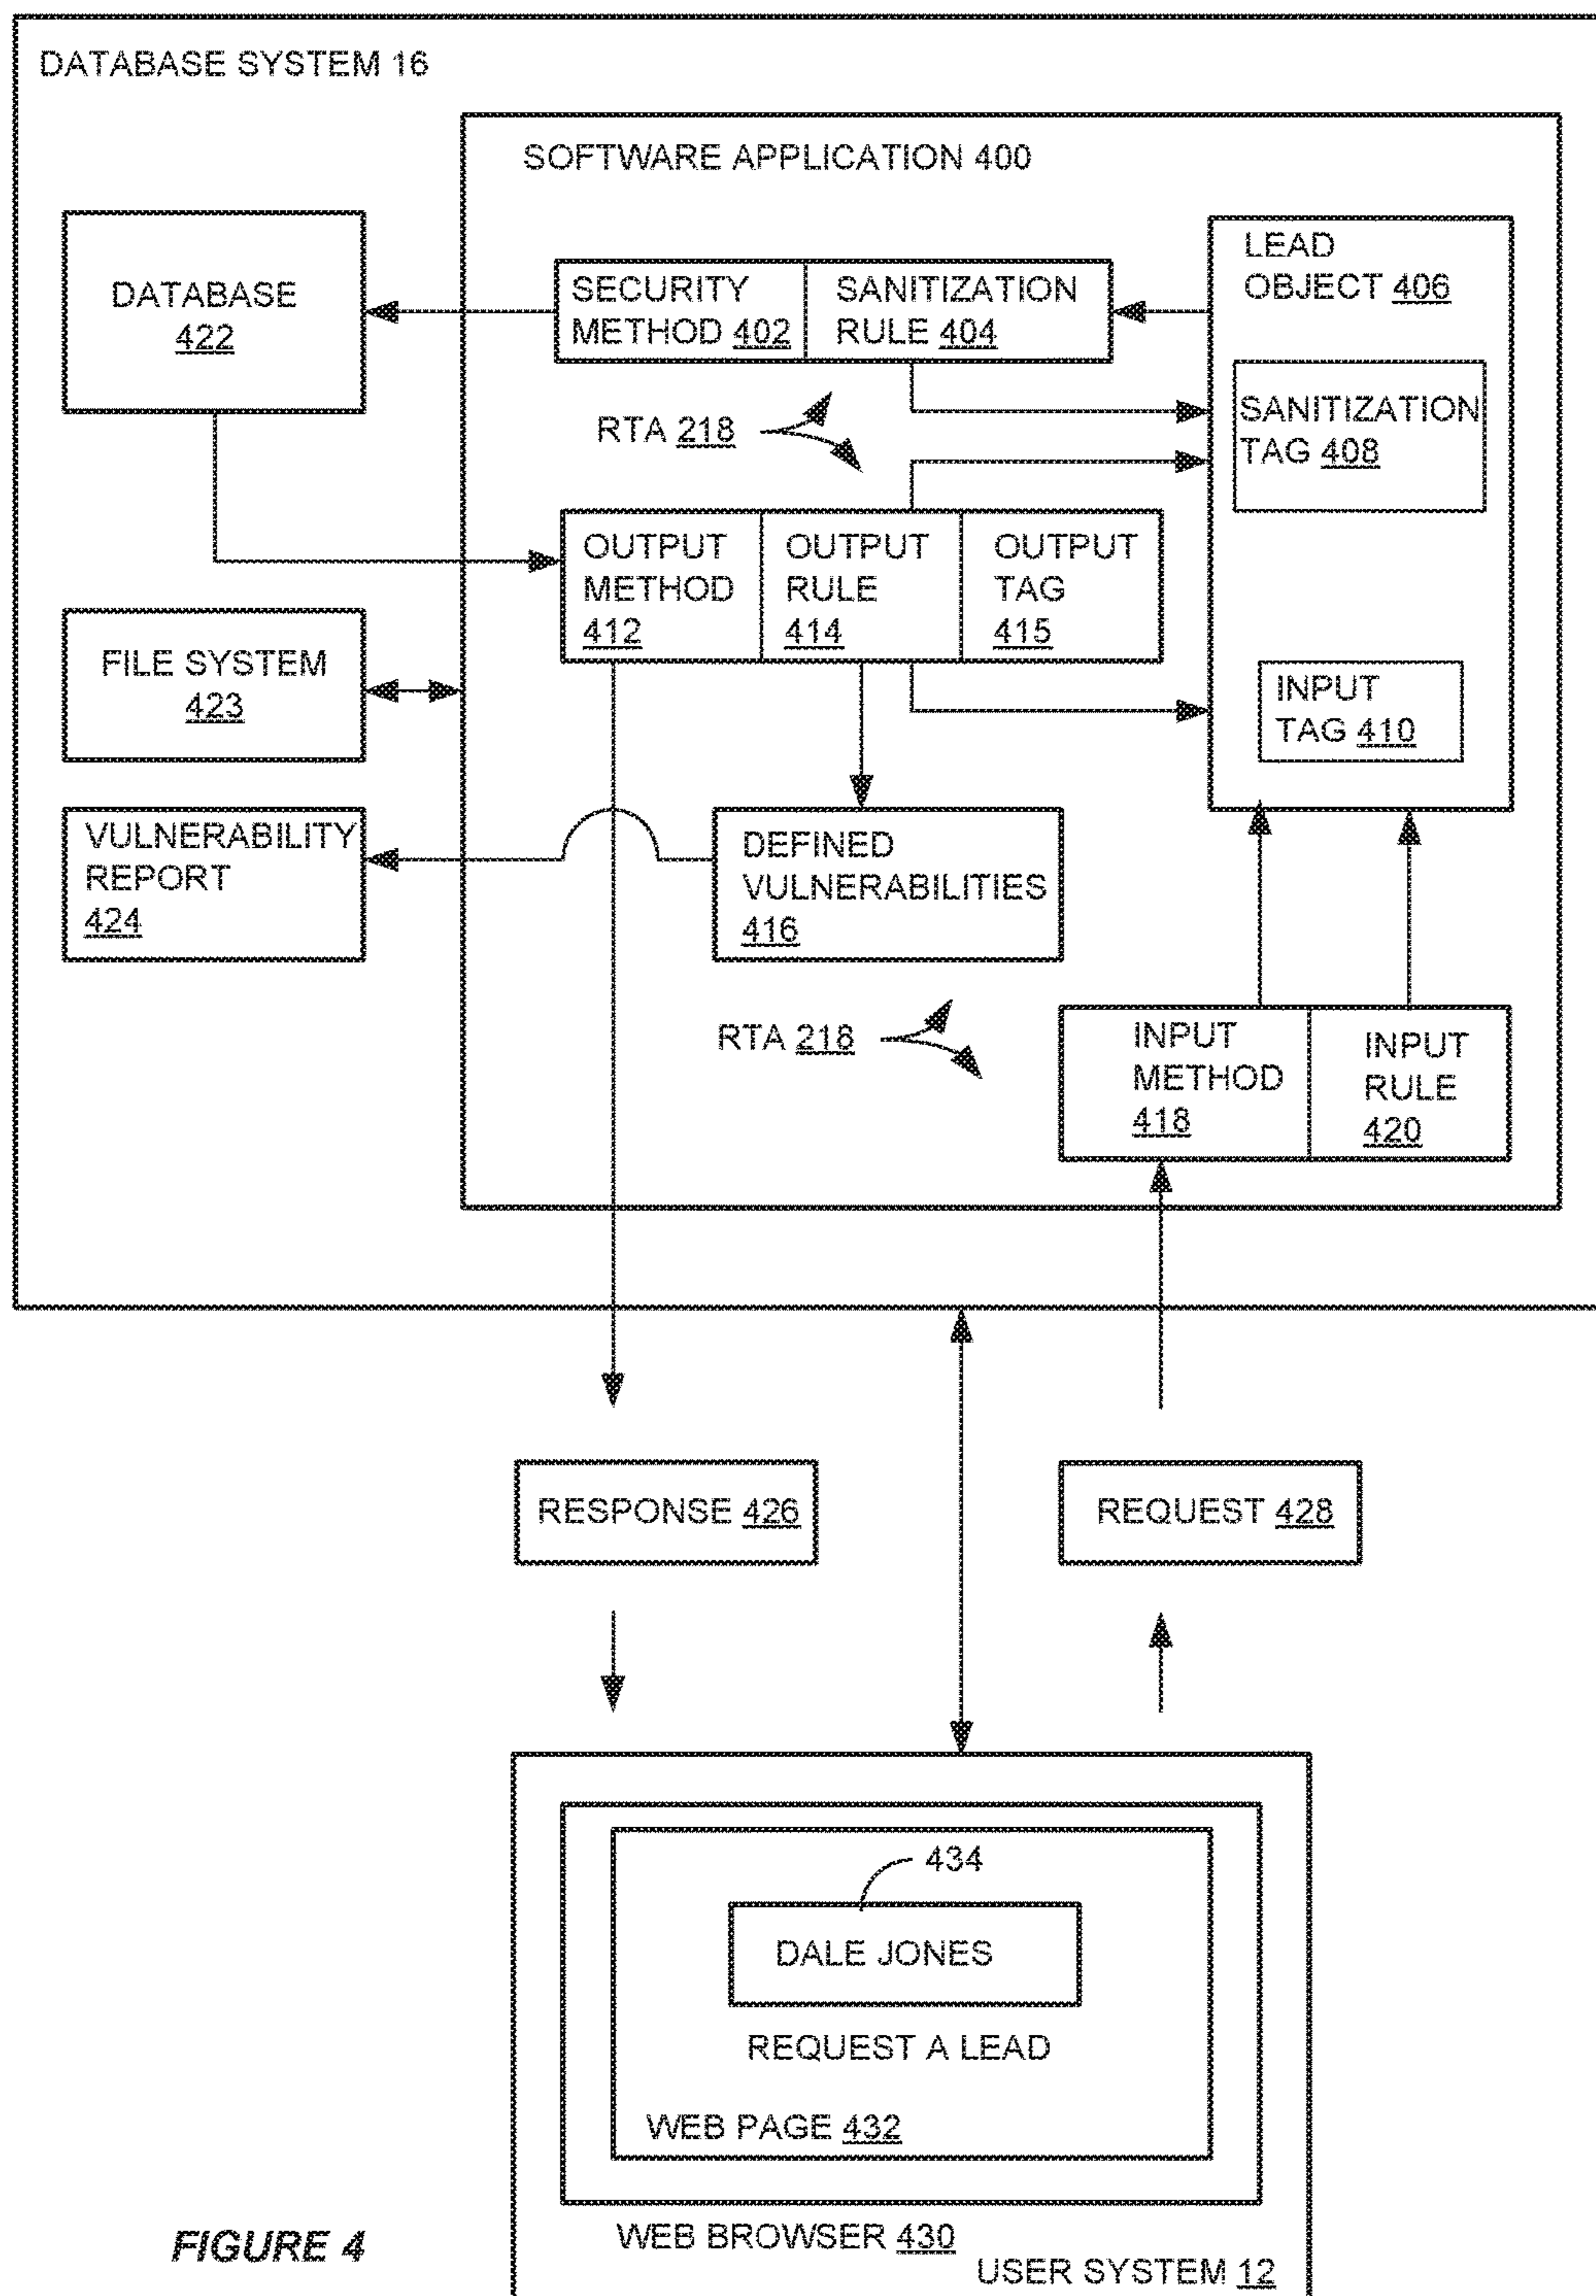 DATABASE SYSTEM 16
SOFTWARE APPLICATION 400
DATABASE
422
SECURITY
METHOD 402
SANITIZATION
RULE 404
LEAD
OBJECT 406
SANITIZATION
TAG 408
RTA 218
OUTPUT
METHOD
412
OUTPUT
RULE
414
OUTPUT
TAG
415
FILE SYSTEM
423
INPUT
TAG 410
VULNERABILITY
REPORT
424
DEFINED
VULNERABILITIES
416
RTA 218
INPUT
METHOD
418
INPUT
RULE
420
RESPONSE 426
REQUEST 428
434
DALE JONES
REQUEST A LEAD
WEB PAGE 432
WEB BROWSER 430
USER SYSTEM 12
FIGURE 4